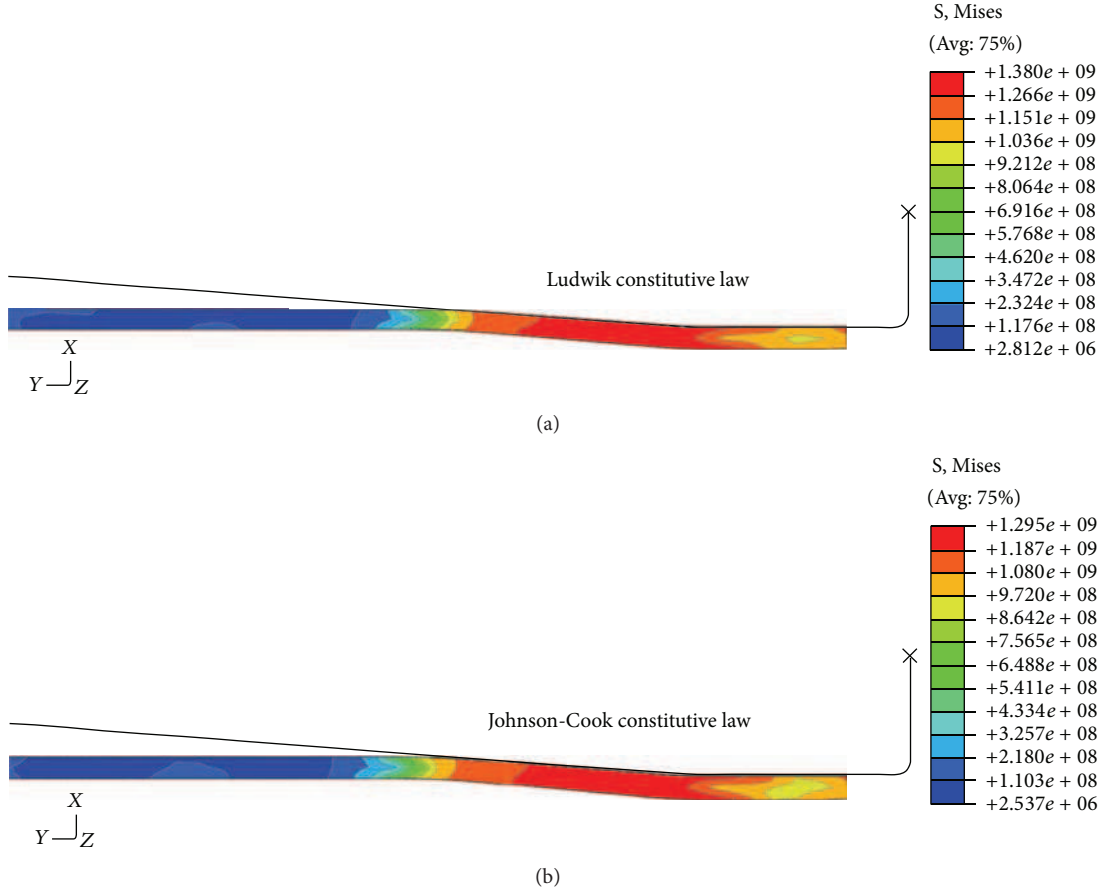 S, Mises
(Avg: 75%)
+1.380e + 09
+1.266e + 09
+1.151e + 09
+1.036e + 09
+9.212e + 08
+8.064e + 08
+6.916e + 08
+5.768e + 08
+4.620e + 08
+3.472e + 08
+2.324e + 08
+1.176e + 08
+2.812e + 06
Ludwik constitutive law
X
Y Z
(a)
S, Mises
(Avg: 75%)
+1.295e + 09
+1.187e + 09
+1.080e + 09
+9.720e + 08
+8.642e + 08
+7.565e + 08
+6.488e + 08
+5.411e + 08
+4.334e + 08
+3.257e + 08
+2.180e + 08
+1.103e + 08
+2.537e + 06
Johnson-Cook constitutive law
X
Y Z
(b)